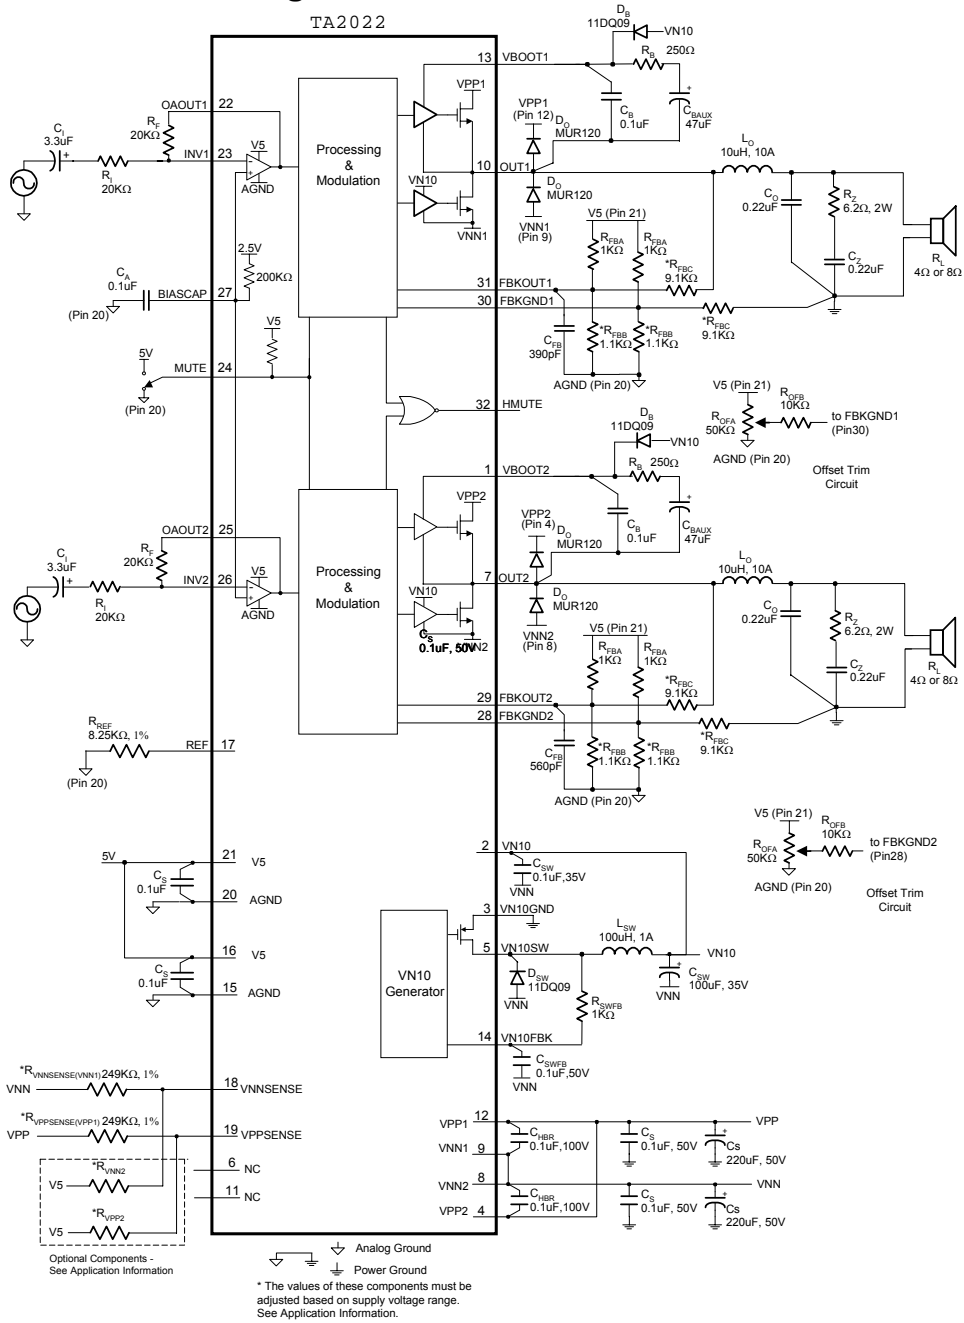 TA2022
D_B
11DQ09
VN10
13 VBOOT1
R_B 250Ω
VPP1
C_B
0.1uF
C_BAUX
47uF
VPP1
(Pin 12)
D_O
MUR120
OAOUT1 22
R_F
20KΩ
C_I
3.3uF
+
INV1 23
V5
R_I
20KΩ
AGND
Processing
&
Modulation
VN10
VNN1
10 OUT1
D_O
MUR120
VNN1
(Pin 9)
L_O
10uH, 10A
C_O
0.22uF
R_Z
6.2Ω, 2W
C_Z
0.22uF
R_L
4Ω or 8Ω
V5 (Pin 21)
R_FBA
1KΩ
R_FBA
1KΩ
*R_FBC
9.1KΩ
2.5V
200KΩ
C_A
0.1uF
BIASCAP 27
(Pin 20)
31 FBKOUT1
30 FBKGND1
*R_FBC
9.1KΩ
*R_FBB
1.1KΩ
*R_FBB
1.1KΩ
C_FB
390pF
AGND (Pin 20)
V5
5V
MUTE 24
(Pin 20)
32 HMUTE
V5 (Pin 21)
R_OFA
50KΩ
R_OFB
10KΩ
to FBKGND1
(Pin30)
AGND (Pin 20)
Offset Trim
Circuit
D_B
11DQ09
VN10
1 VBOOT2
R_B 250Ω
VPP2
C_B
0.1uF
C_BAUX
47uF
VPP2
(Pin 4)
D_O
MUR120
OAOUT2 25
R_F
20KΩ
C_I
3.3uF
+
INV2 26
V5
R_I
20KΩ
AGND
Processing
&
Modulation
VN10
C_S
0.1uF, 50V
7 OUT2
D_O
MUR120
VNN2
(Pin 8)
L_O
10uH, 10A
C_O
0.22uF
R_Z
6.2Ω, 2W
C_Z
0.22uF
R_L
4Ω or 8Ω
V5 (Pin 21)
R_FBA
1KΩ
R_FBA
1KΩ
*R_FBC
9.1KΩ
29 FBKOUT2
28 FBKGND2
*R_FBC
9.1KΩ
*R_FBB
1.1KΩ
*R_FBB
1.1KΩ
C_FB
560pF
AGND (Pin 20)
R_REF
8.25KΩ, 1%
REF 17
(Pin 20)
V5 (Pin 21)
R_OFA
50KΩ
R_OFB
10KΩ
to FBKGND2
(Pin28)
AGND (Pin 20)
Offset Trim
Circuit
5V
21 V5
C_S
0.1uF
20 AGND
16 V5
C_S
0.1uF
15 AGND
2 VN10
C_SW
0.1uF,35V
VNN
3 VN10GND
VN10
Generator
5 VN10SW
L_SW
100uH, 1A
VN10
D_SW
11DQ09
VNN
C_SW
100uF, 35V
VNN
R_SWFB
1KΩ
14 VN10FBK
C_SWFB
0.1uF,50V
VNN
*R_VNNSENSE(VNN1) 249KΩ, 1%
VNN
18 VNNSENSE
*R_VPPSENSE(VPP1) 249KΩ, 1%
VPP
19 VPPSENSE
*R_VNN2
V5
*R_VPP2
V5
6 NC
11 NC
Optional Components -
See Application Information
VPP1 12
VPP
C_HBR
0.1uF,100V
VNN1 9
C_S
0.1uF, 50V
Cs
220uF, 50V
VNN2 8
VNN
C_HBR
0.1uF,100V
VPP2 4
C_S
0.1uF, 50V
Cs
220uF, 50V
Analog Ground
Power Ground
* The values of these components must be
adjusted based on supply voltage range.
See Application Information.